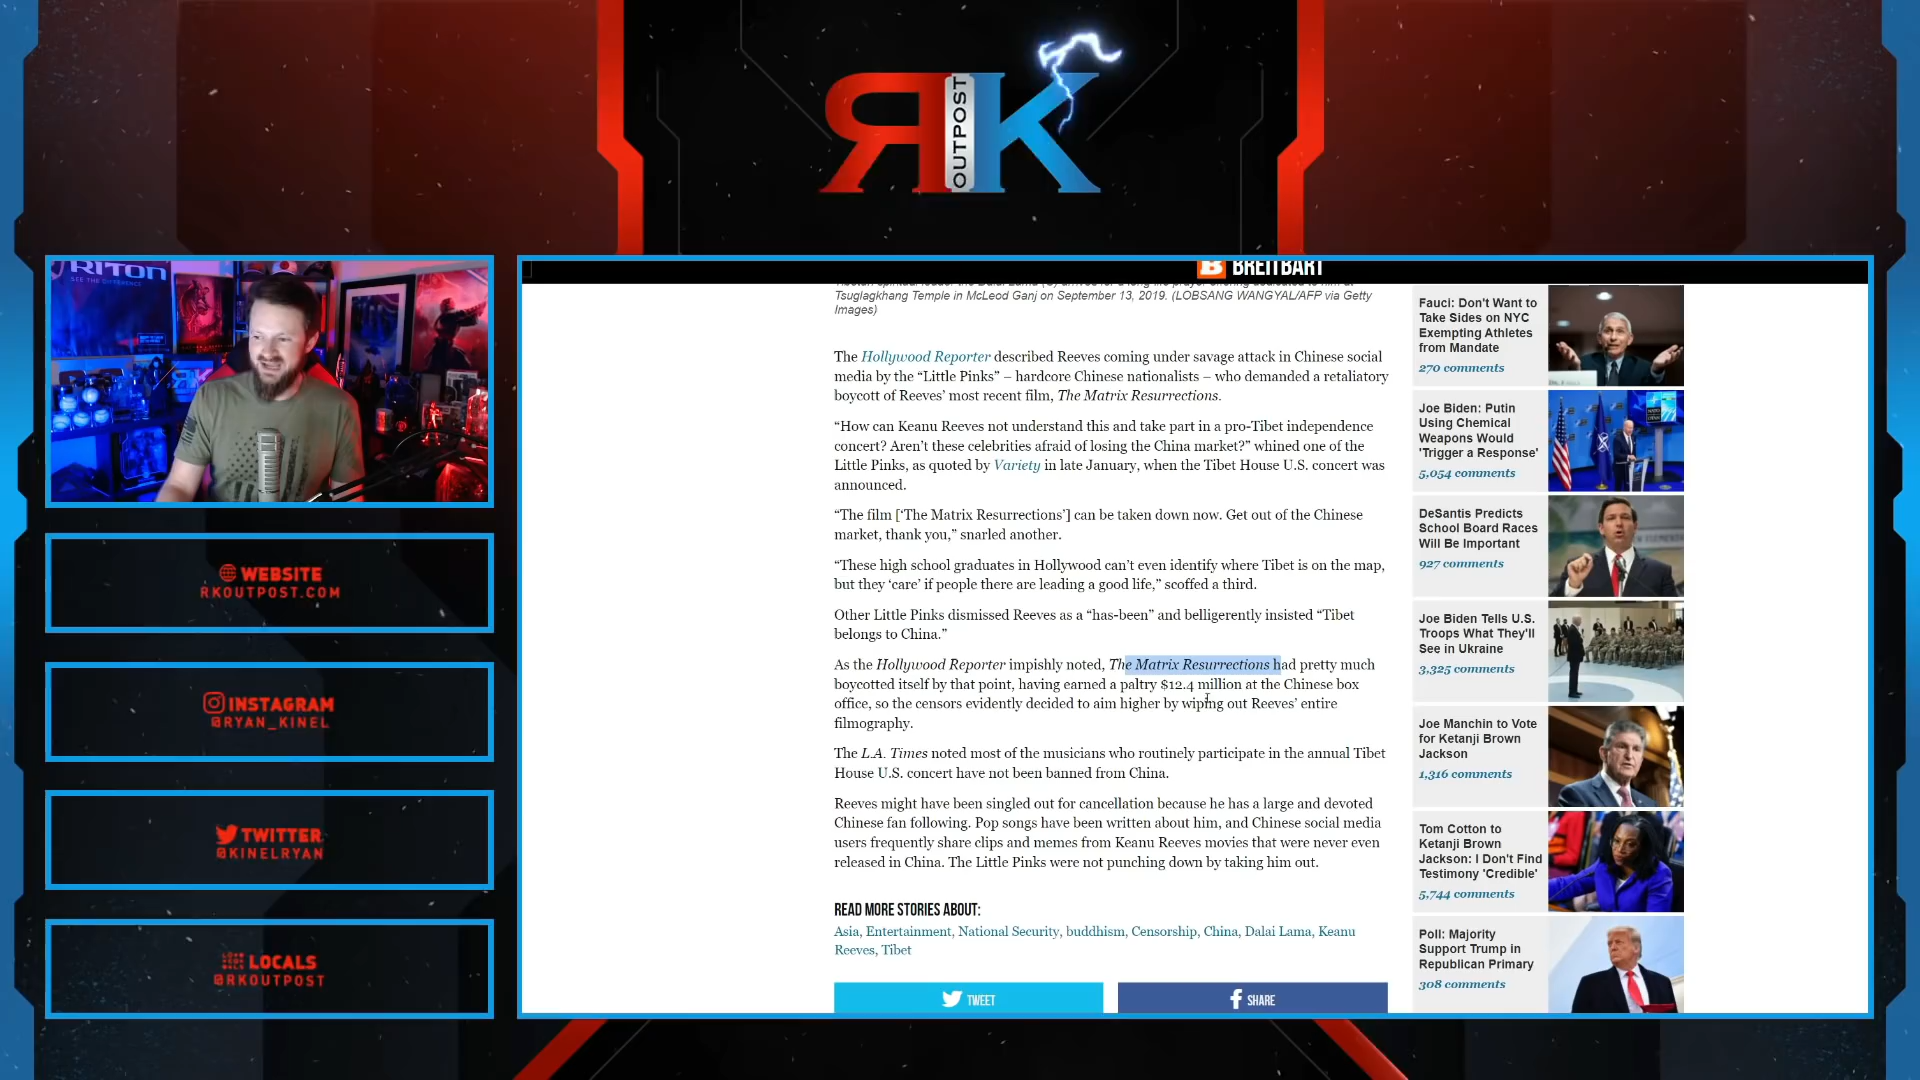 RK
OUTPOST
RITON
SEE THE DIFFERENCE
WEBSITE
RKOUTPOST.COM
INSTAGRAM
@RYAN_KINEL
TWITTER
@KINELRYAN
LOCALS
@RKOUTPOST
B BREITBART
Tsuglagkhang Temple in McLeod Ganj on September 13, 2019. (LOBSANG WANGYAL/AFP via Getty
Images)
The Hollywood Reporter described Reeves coming under savage attack in Chinese social
media by the “Little Pinks” – hardcore Chinese nationalists – who demanded a retaliatory
boycott of Reeves’ most recent film, The Matrix Resurrections.
“How can Keanu Reeves not understand this and take part in a pro-Tibet independence
concert? Aren’t these celebrities afraid of losing the China market?” whined one of the
Little Pinks, as quoted by Variety in late January, when the Tibet House U.S. concert was
announced.
“The film [‘The Matrix Resurrections’] can be taken down now. Get out of the Chinese
market, thank you,” snarled another.
“These high school graduates in Hollywood can’t even identify where Tibet is on the map,
but they ‘care’ if people there are leading a good life,” scoffed a third.
Other Little Pinks dismissed Reeves as a “has-been” and belligerently insisted “Tibet
belongs to China.”
As the Hollywood Reporter impishly noted, The Matrix Resurrections had pretty much
boycotted itself by that point, having earned a paltry $12.4 million at the Chinese box
office, so the censors evidently decided to aim higher by wiping out Reeves’ entire
filmography.
The L.A. Times noted most of the musicians who routinely participate in the annual Tibet
House U.S. concert have not been banned from China.
Reeves might have been singled out for cancellation because he has a large and devoted
Chinese fan following. Pop songs have been written about him, and Chinese social media
users frequently share clips and memes from Keanu Reeves movies that were never even
released in China. The Little Pinks were not punching down by taking him out.
READ MORE STORIES ABOUT:
Asia, Entertainment, National Security, buddhism, Censorship, China, Dalai Lama, Keanu
Reeves, Tibet
TWEET
SHARE
Fauci: Don't Want to
Take Sides on NYC
Exempting Athletes
from Mandate
270 comments
Joe Biden: Putin
Using Chemical
Weapons Would
'Trigger a Response'
5,054 comments
DeSantis Predicts
School Board Races
Will Be Important
927 comments
Joe Biden Tells U.S.
Troops What They'll
See in Ukraine
3,325 comments
Joe Manchin to Vote
for Ketanji Brown
Jackson
1,316 comments
Tom Cotton to
Ketanji Brown
Jackson: I Don't Find
Testimony 'Credible'
5,744 comments
Poll: Majority
Support Trump in
Republican Primary
308 comments